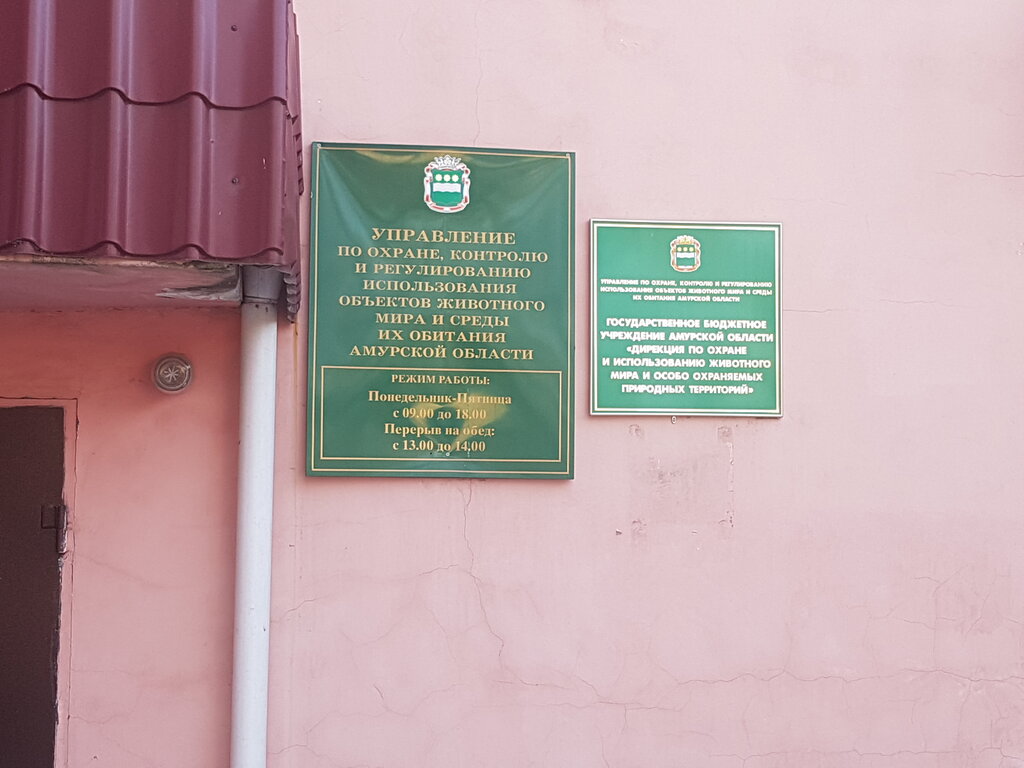 УПРАВЛЕНИЕ
ПО ОХРАНЕ, КОНТРОЛЮ
И РЕГУЛИРОВАНИЮ
ИСПОЛЬЗОВАНИЯ
ОБЪЕКТОВ ЖИВОТНОГО
МИРА И СРЕДЫ
ИХ ОБИТАНИЯ
АМУРСКОЙ ОБЛАСТИ
РЕЖИМ РАБОТЫ:
Понедельник-Пятница
с 09.00 до 18.00
Перерыв на обед:
с 13.00 до 14.00
УПРАВЛЕНИЕ ПО ОХРАНЕ, КОНТРОЛЮ И РЕГУЛИРОВАНИЮ
ИСПОЛЬЗОВАНИЯ ОБЪЕКТОВ ЖИВОТНОГО МИРА И СРЕДЫ
ИХ ОБИТАНИЯ АМУРСКОЙ ОБЛАСТИ
ГОСУДАРСТВЕННОЕ БЮДЖЕТНОЕ
УЧРЕЖДЕНИЕ АМУРСКОЙ ОБЛАСТИ
«ДИРЕКЦИЯ ПО ОХРАНЕ
И ИСПОЛЬЗОВАНИЮ ЖИВОТНОГО
МИРА И ОСОБО ОХРАНЯЕМЫХ
ПРИРОДНЫХ ТЕРРИТОРИЙ»